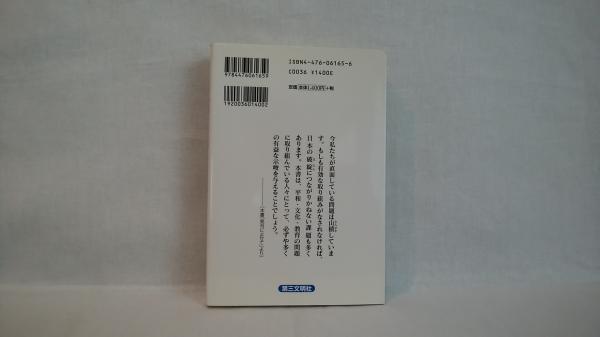 9784476061659
1920036014002
ISBN4-476-06165-6
C0036 ¥1400E
定価 本体1,400円+税
今私たちが直面している問題は山積していま
す。もしも有効な取り組みがなされなければ、
日本の破綻につながりかねない課題も多く
あります。本書は、平和・文化・教育の問題
に取り組んでいる人々にとって、必ずや多く
の有益な示唆を与えることでしょう。
第三文明社